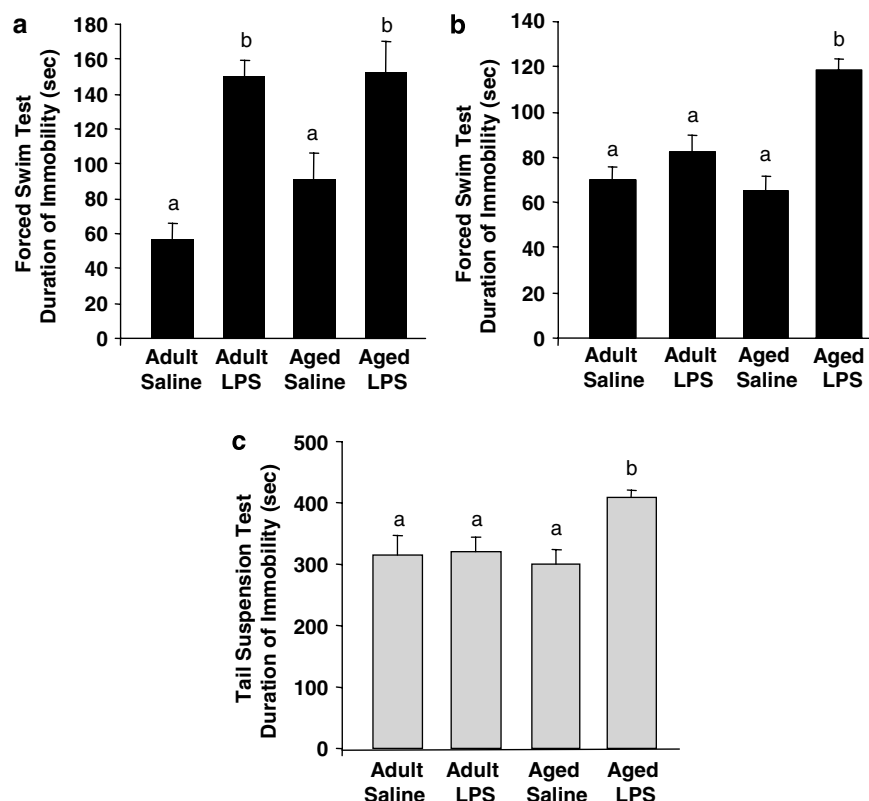 a
Forced Swim Test
Duration of Immobility (sec)
180
160
140
120
100
80
60
40
20
0
a
b
a
b
Adult Adult Aged Aged
Saline LPS Saline LPS
b
Forced Swim Test
Duration of Immobility (sec)
140
120
100
80
60
40
20
0
a
a
a
b
Adult Adult Aged Aged
Saline LPS Saline LPS
c
Tail Suspension Test
Duration of Immobility (sec)
500
400
300
200
100
0
a
a
a
b
Adult Adult Aged Aged
Saline LPS Saline LPS